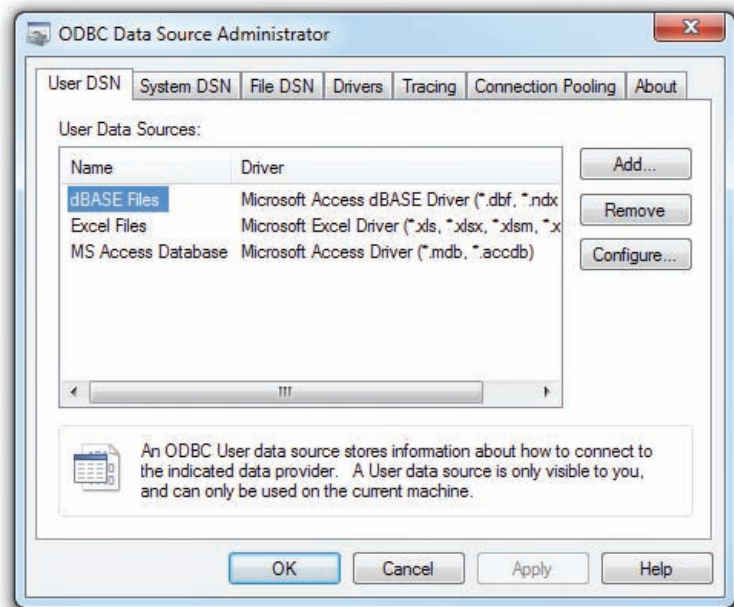 ODBC Data Source Administrator
User DSN System DSN File DSN Drivers Tracing Connection Pooling About
User Data Sources:
Name Driver
dBASE Files Microsoft Access dBASE Driver (*.dbf, *.ndx
Excel Files Microsoft Excel Driver (*.xls, *.xlsx, *.xlsm, *.x
MS Access Database Microsoft Access Driver (*.mdb, *.accdb)
Add...
Remove
Configure...
An ODBC User data source stores information about how to connect to
the indicated data provider. A User data source is only visible to you,
and can only be used on the current machine.
OK Cancel Apply Help